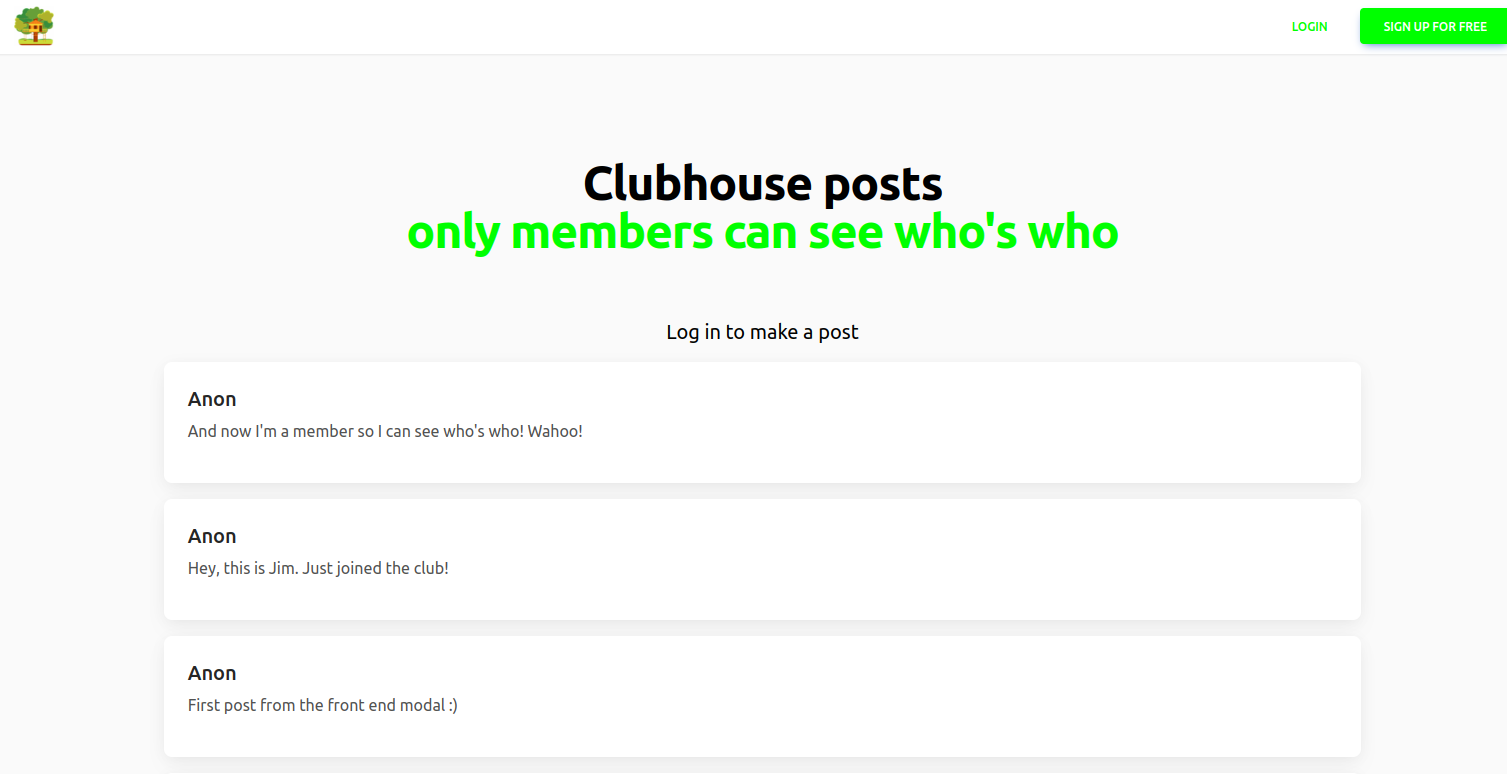 LOGIN
SIGN UP FOR FREE
Clubhouse posts
only members can see who's who
Log in to make a post
Anon
And now I'm a member so I can see who's who! Wahoo!
Anon
Hey, this is Jim. Just joined the club!
Anon
First post from the front end modal :)